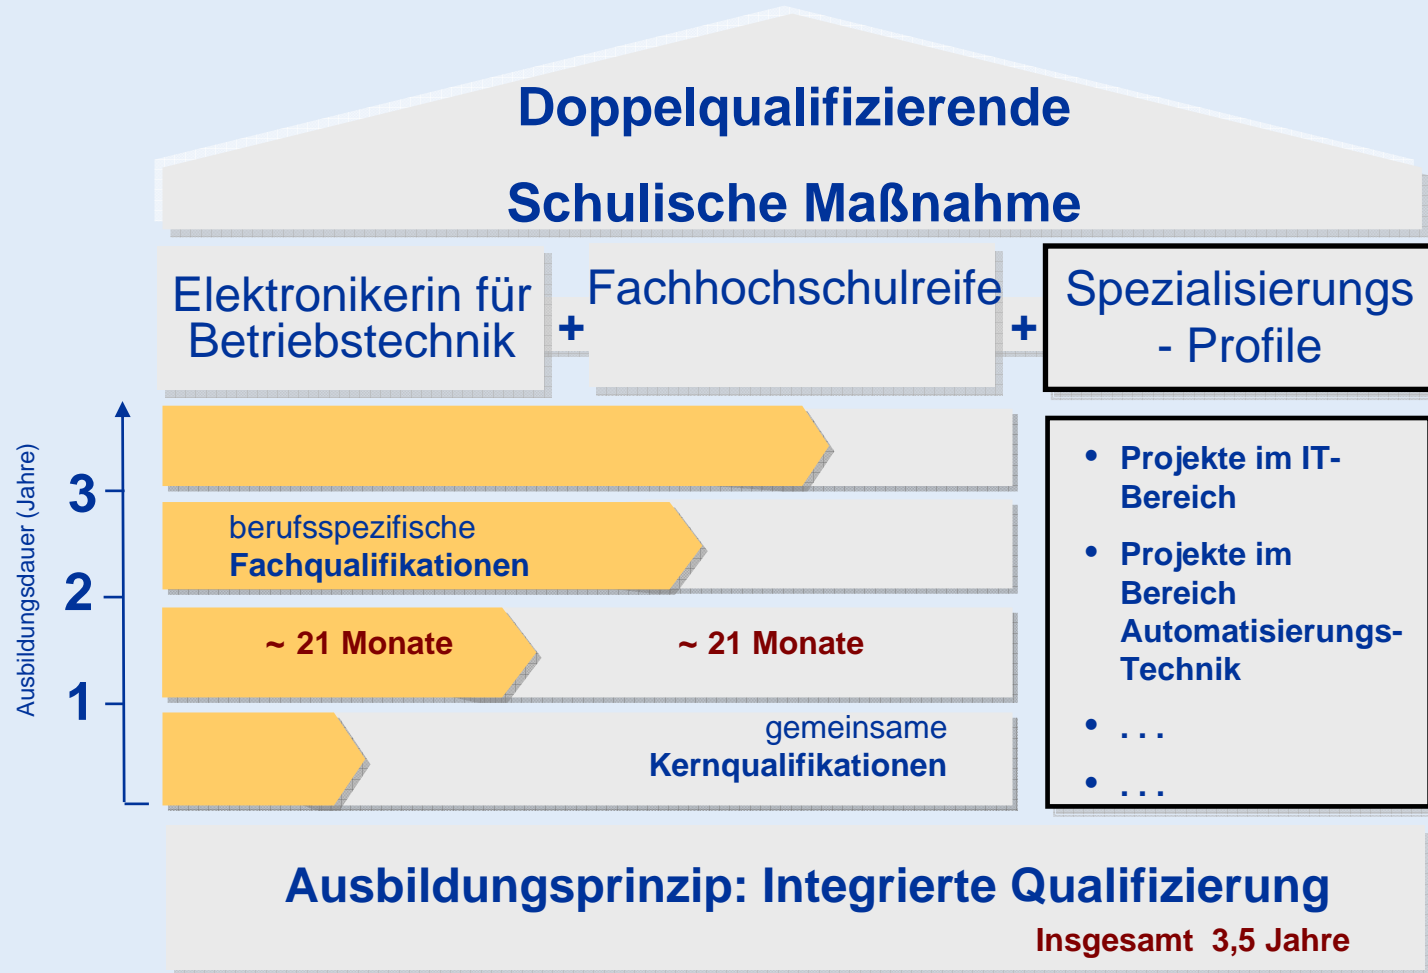 Doppelqualifizierende
Schulische Maßnahme
Elektronikerin für
Betriebstechnik
+
Fachhochschulreife
+
Spezialisierungs
- Profile
Ausbildungsdauer (Jahre)
3
2
1
berufsspezifische
Fachqualifikationen
~ 21 Monate
~ 21 Monate
gemeinsame
Kernqualifikationen
• Projekte im IT-
Bereich
• Projekte im
Bereich
Automatisierungs-
Technik
• . . .
• . . .
Ausbildungsprinzip: Integrierte Qualifizierung
Insgesamt 3,5 Jahre